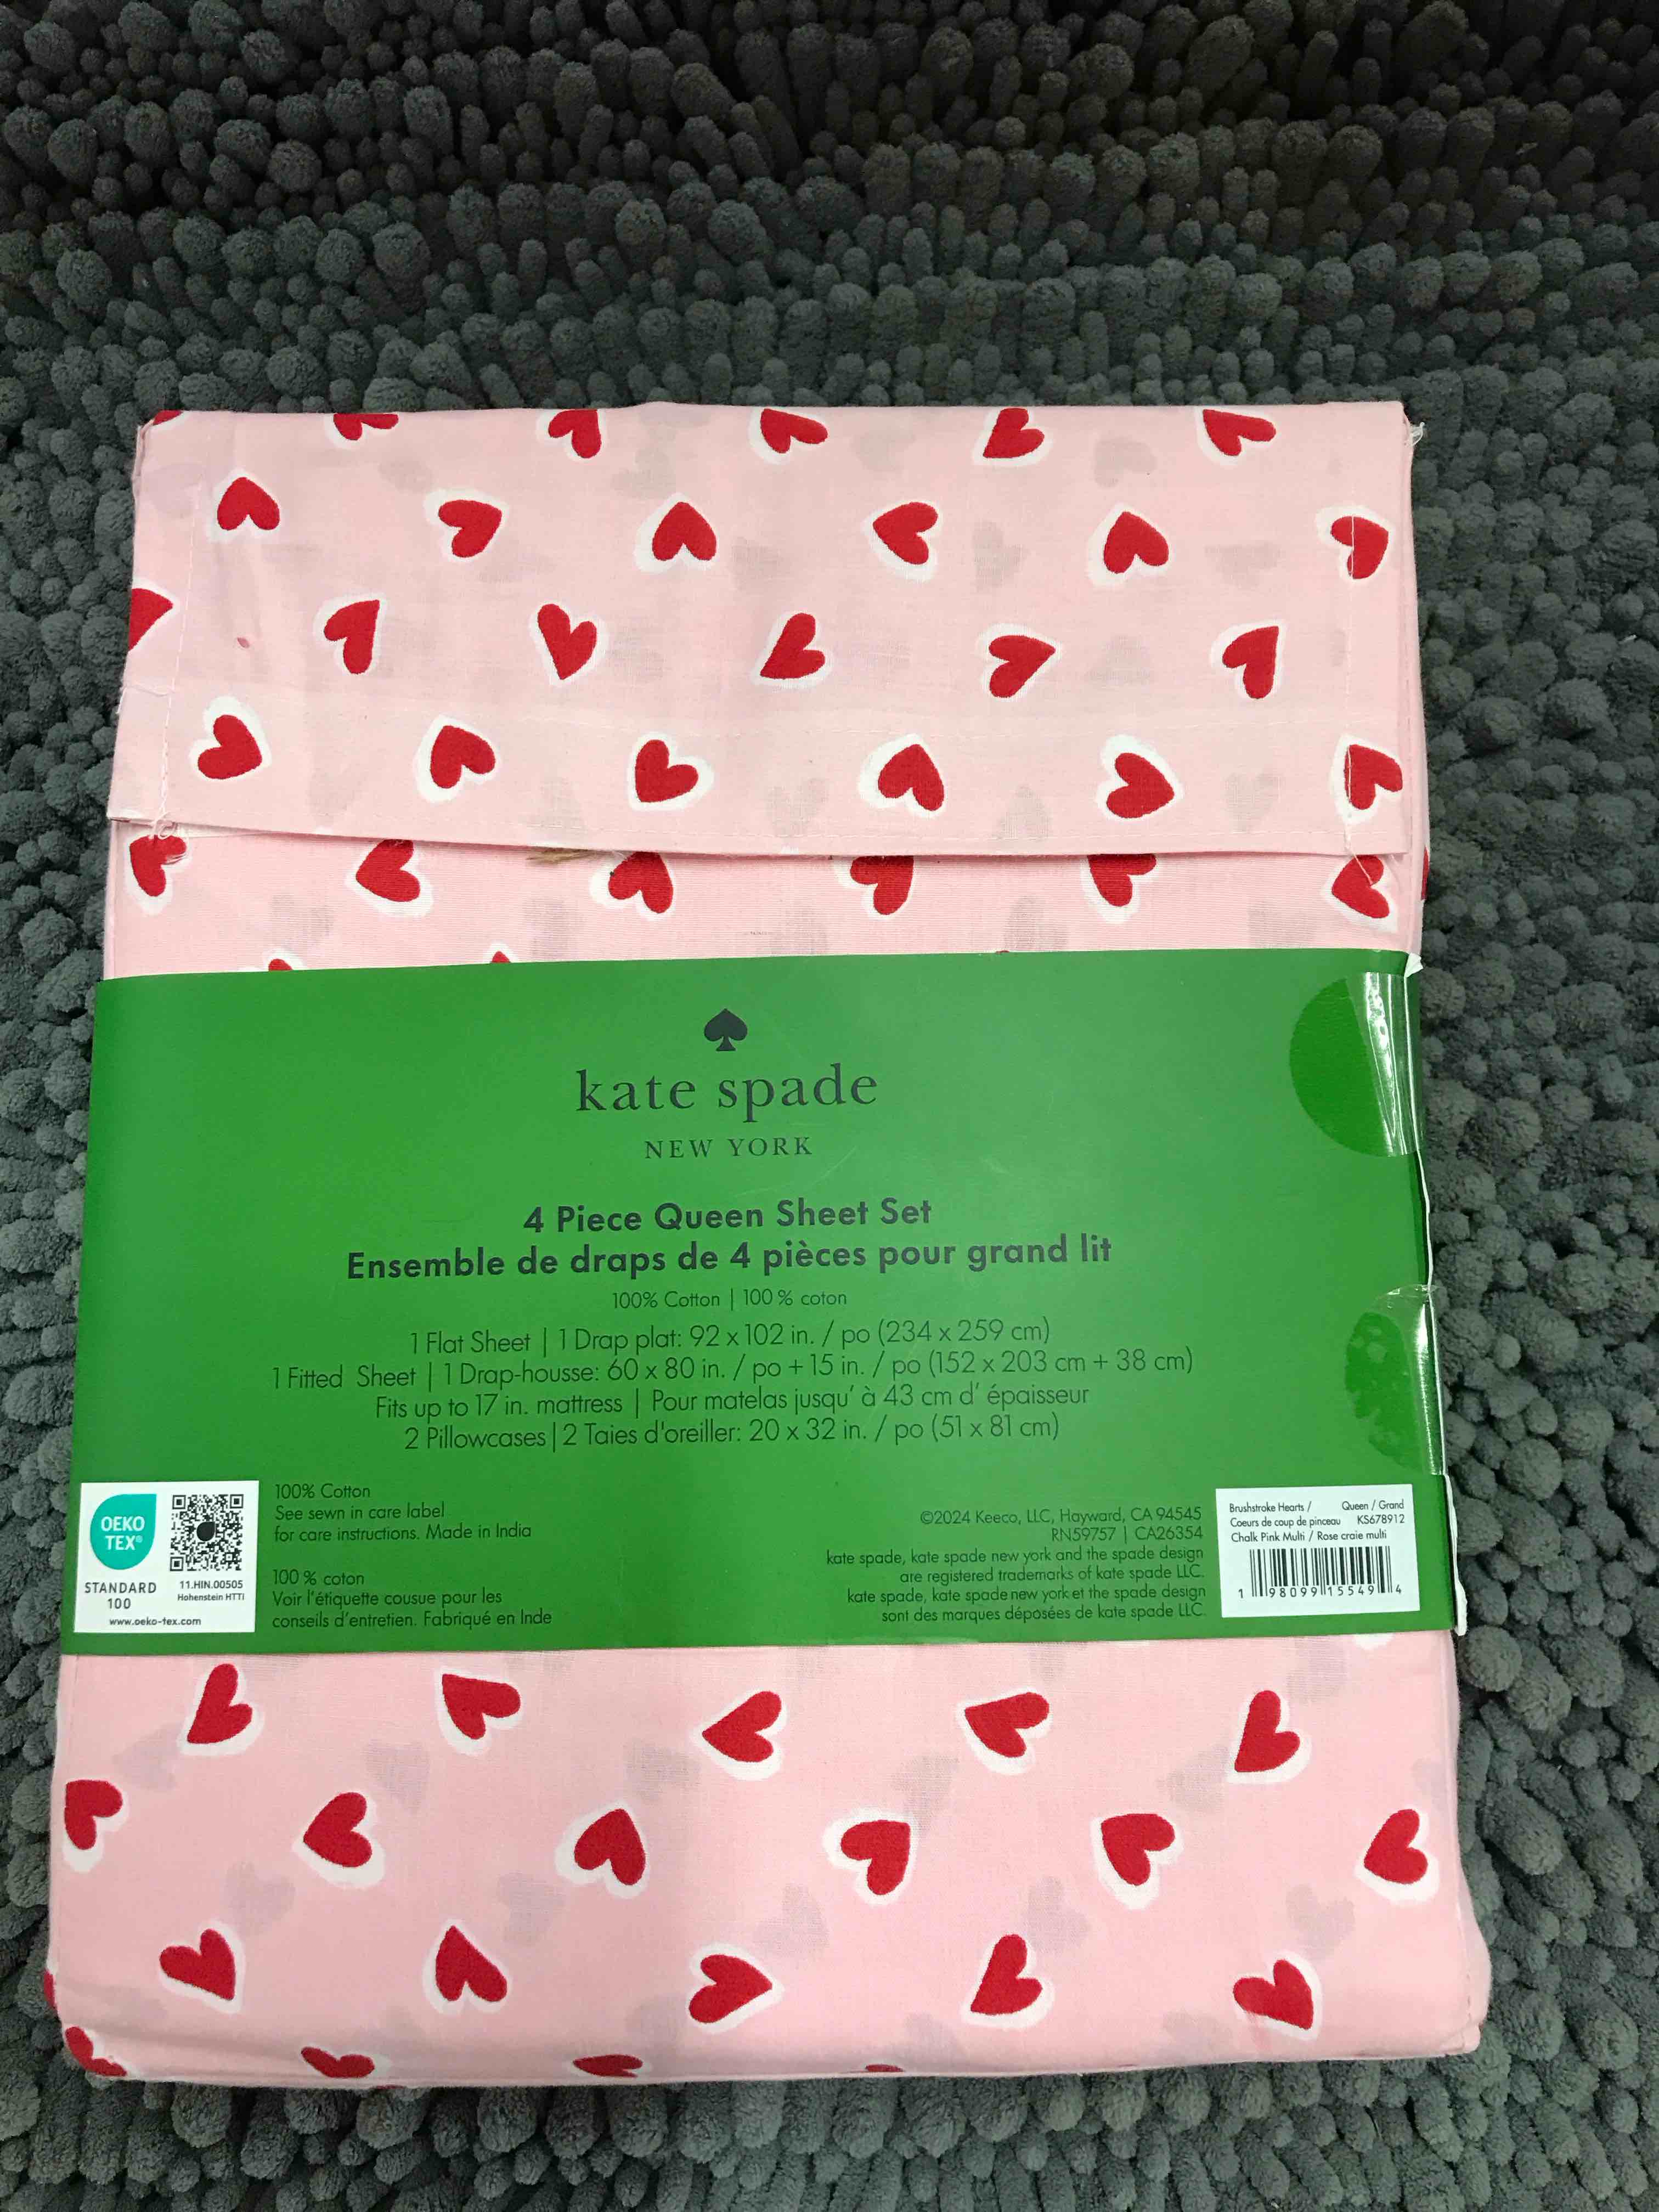 kate spade
NEW YORK
4 Piece Queen Sheet Set
Ensemble de draps de 4 pièces pour grand lit
100% Cotton | 100 % coton
1 Flat Sheet | 1 Drap plat: 92 x 102 in. / po (234 x 259 cm)
1 Fitted Sheet | 1 Drap-housse: 60 x 80 in. / po + 15 in. / po (152 x 203 cm + 38 cm)
Fits up to 17 in. mattress | Pour matelas jusqu' à 43 cm d' épaisseur
2 Pillowcases | 2 Taies d'oreiller: 20 x 32 in. / po (51 x 81 cm)
OEKO
TEX®
STANDARD
100
11.HIN.00505
Hohenstein HTTI
www.oeko-tex.com
100% Cotton
See sewn in care label
for care instructions. Made in India
100 % coton
Voir l'étiquette cousue pour les
conseils d'entretien. Fabriqué en Inde
©2024 Keeco, LLC, Hayward, CA 94545
RN59757 | CA26354
kate spade, kate spade new york and the spade design
are registered trademarks of kate spade LLC.
kate spade, kate spade new york et the spade design
sont des marques déposées de kate spade LLC.
Brushstroke Hearts / Queen / Grand
Coeurs de coup de pinceau KS678912
Chalk Pink Multi / Rose craie multi
1 98099 15549 4